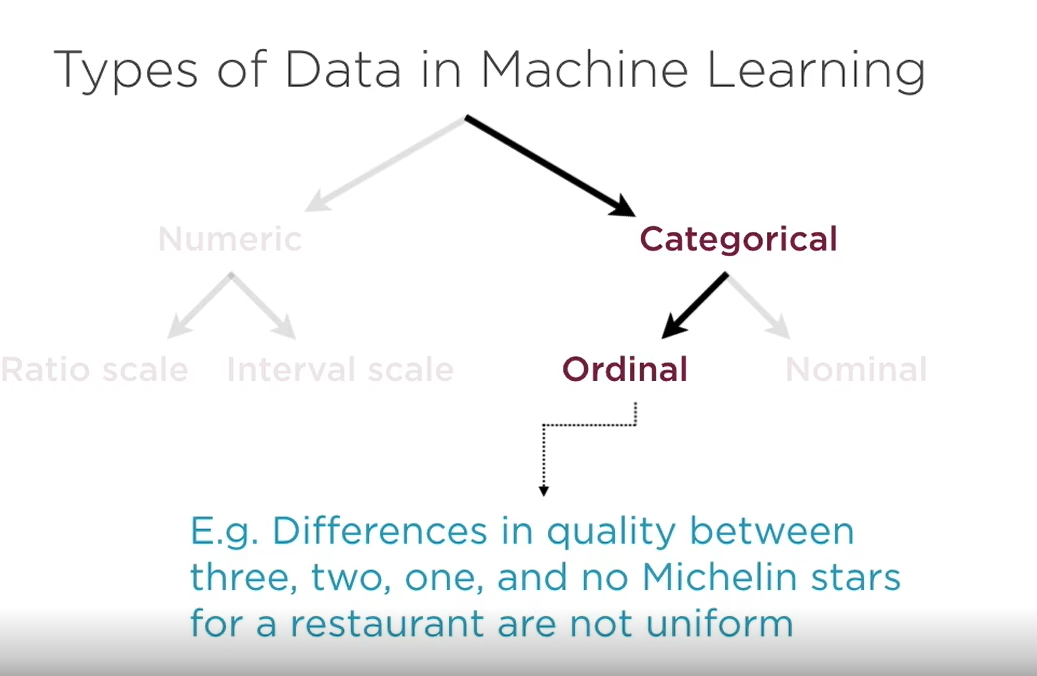 Types of Data in Machine Learning
Numeric
Categorical
Ratio scale
Interval scale
Ordinal
Nominal
E.g. Differences in quality between
three, two, one, and no Michelin stars
for a restaurant are not uniform